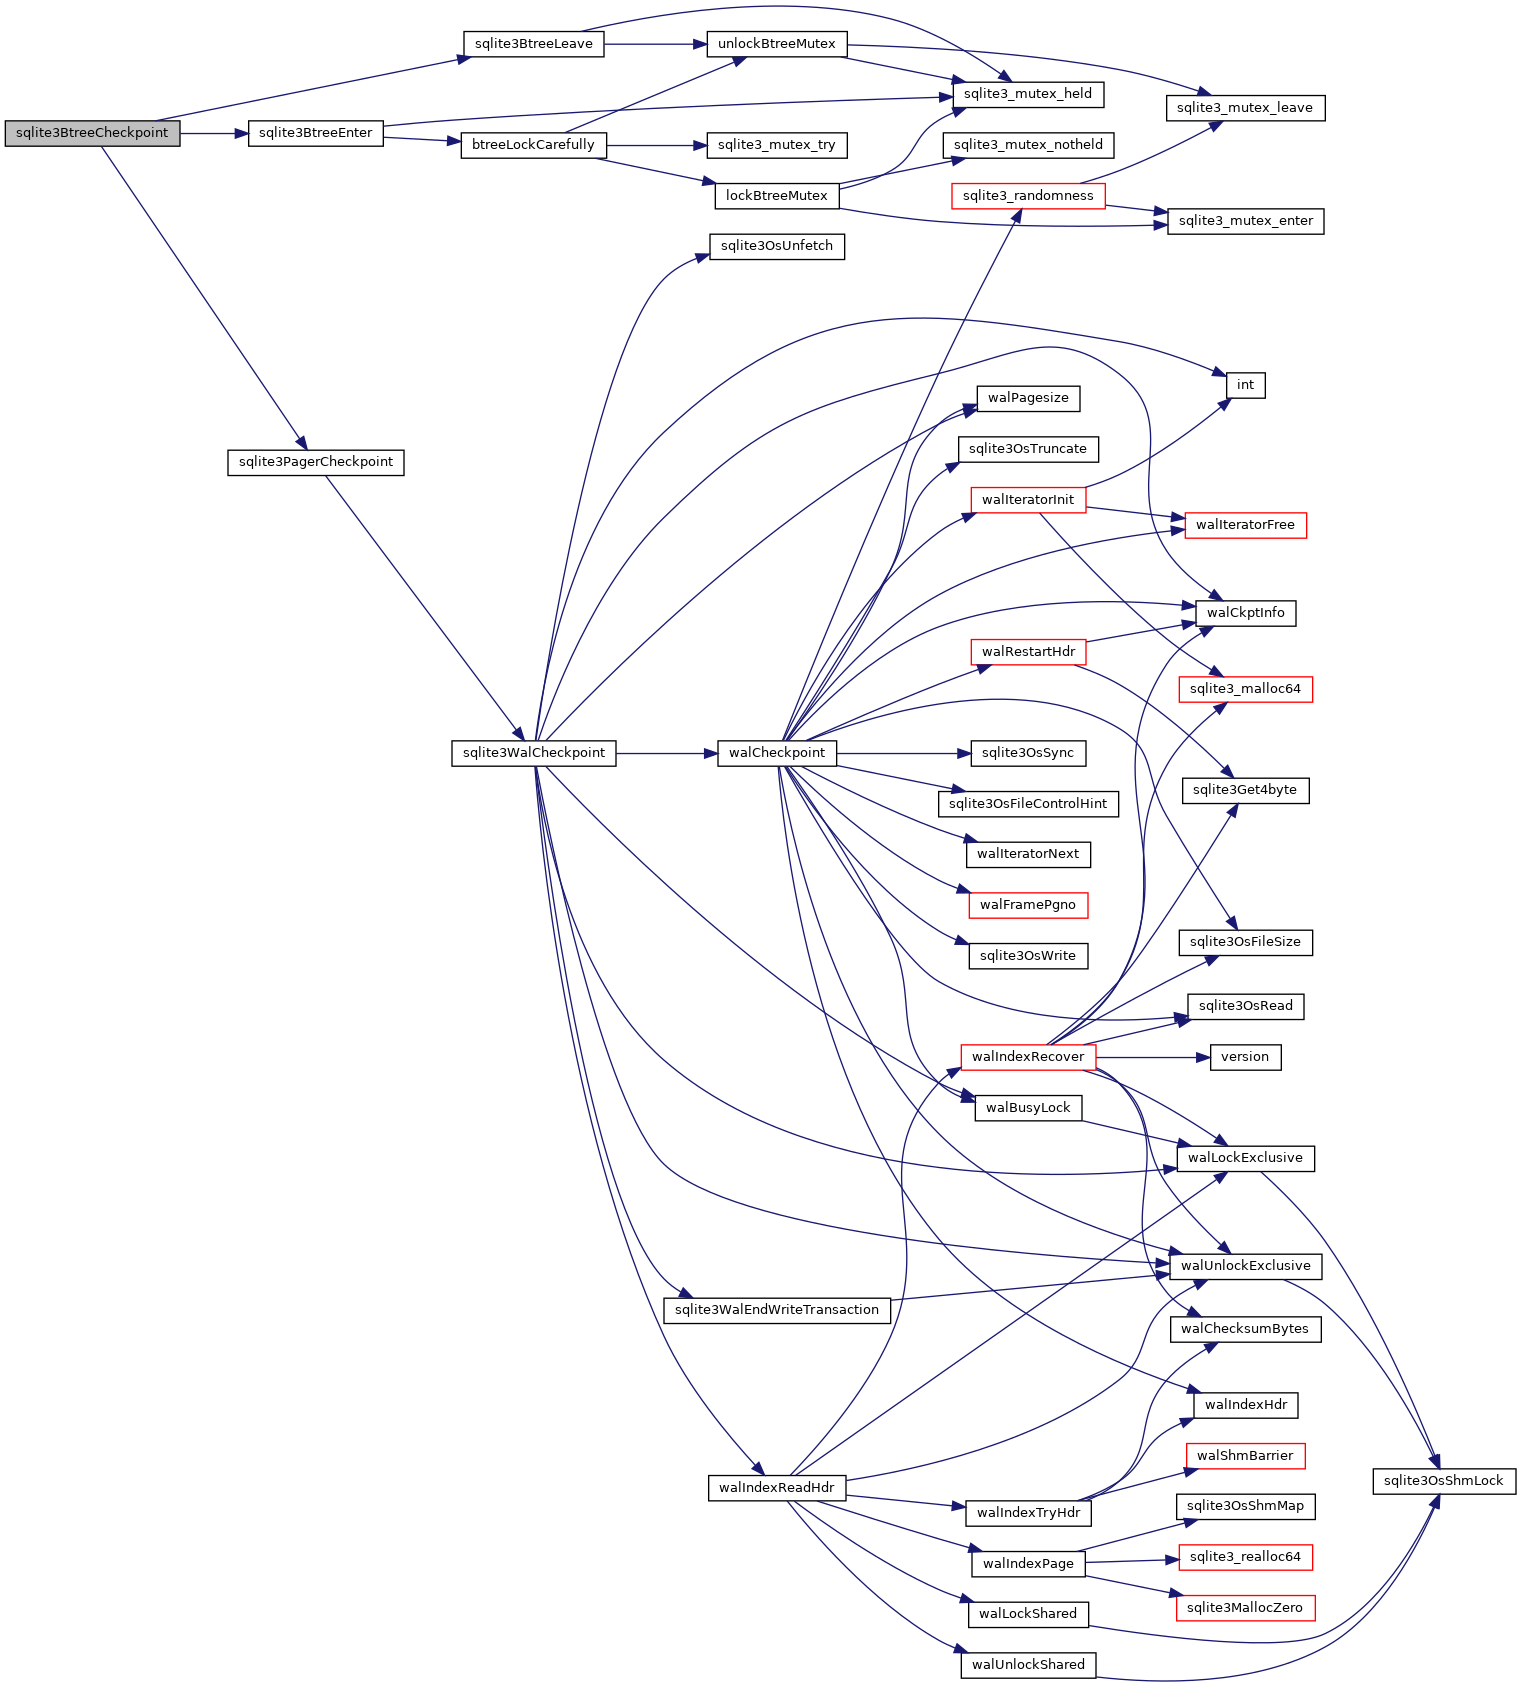 sqlite3BtreeLeave
unlockBtreeMutex
sqlite3_mutex_held
sqlite3_mutex_leave
sqlite3BtreeCheckpoint
sqlite3BtreeEnter
btreeLockCarefully
sqlite3_mutex_try
sqlite3_mutex_notheld
lockBtreeMutex
sqlite3_randomness
sqlite3_mutex_enter
sqlite3OsUnfetch
int
walPagesize
sqlite3OsTruncate
sqlite3PagerCheckpoint
walIteratorInit
walIteratorFree
walCkptInfo
walRestartHdr
sqlite3_malloc64
sqlite3WalCheckpoint
walCheckpoint
sqlite3OsSync
sqlite3Get4byte
sqlite3OsFileControlHint
walIteratorNext
walFramePgno
sqlite3OsFileSize
sqlite3OsWrite
sqlite3OsRead
walIndexRecover
version
walBusyLock
walLockExclusive
walUnlockExclusive
sqlite3WalEndWriteTransaction
walChecksumBytes
walIndexHdr
walShmBarrier
sqlite3OsShmLock
walIndexReadHdr
sqlite3OsShmMap
walIndexTryHdr
sqlite3_realloc64
walIndexPage
sqlite3MallocZero
walLockShared
walUnlockShared